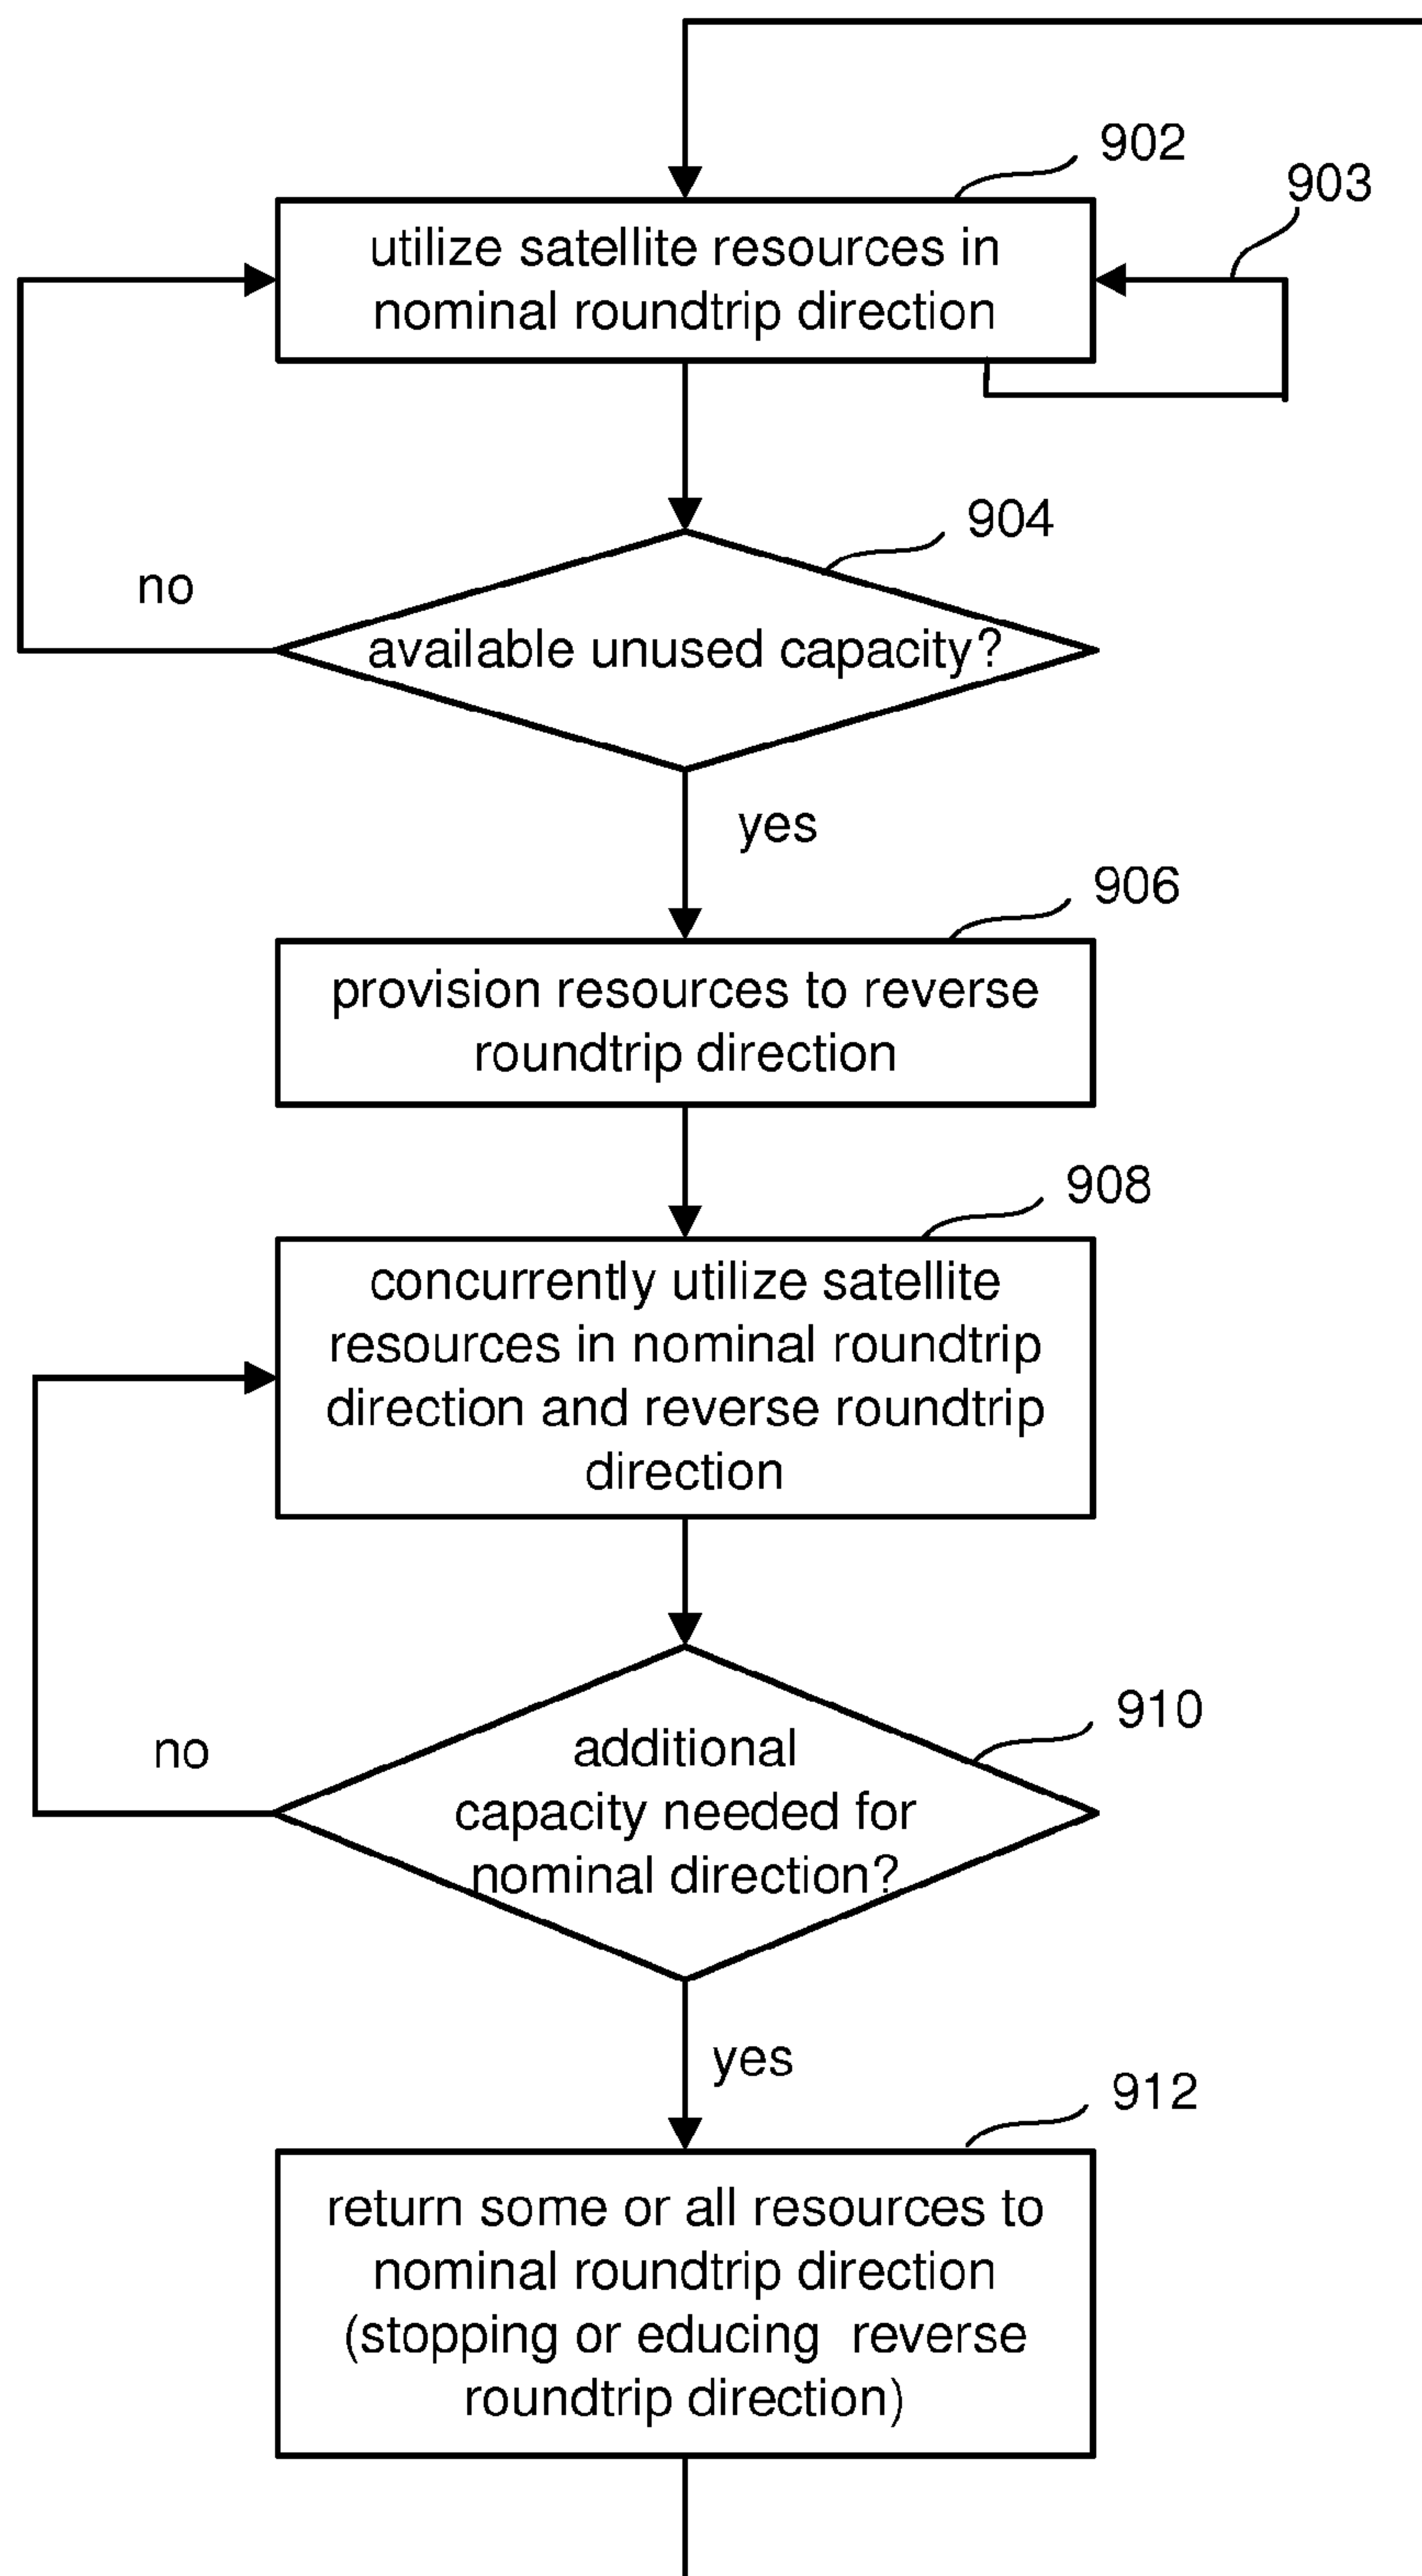 902
903
utilize satellite resources in
nominal roundtrip direction
904
no
available unused capacity?
yes
906
provision resources to reverse
roundtrip direction
908
concurrently utilize satellite
resources in nominal roundtrip
direction and reverse roundtrip
direction
910
no
additional
capacity needed for
nominal direction?
yes
912
return some or all resources to
nominal roundtrip direction
(stopping or educing reverse
roundtrip direction)